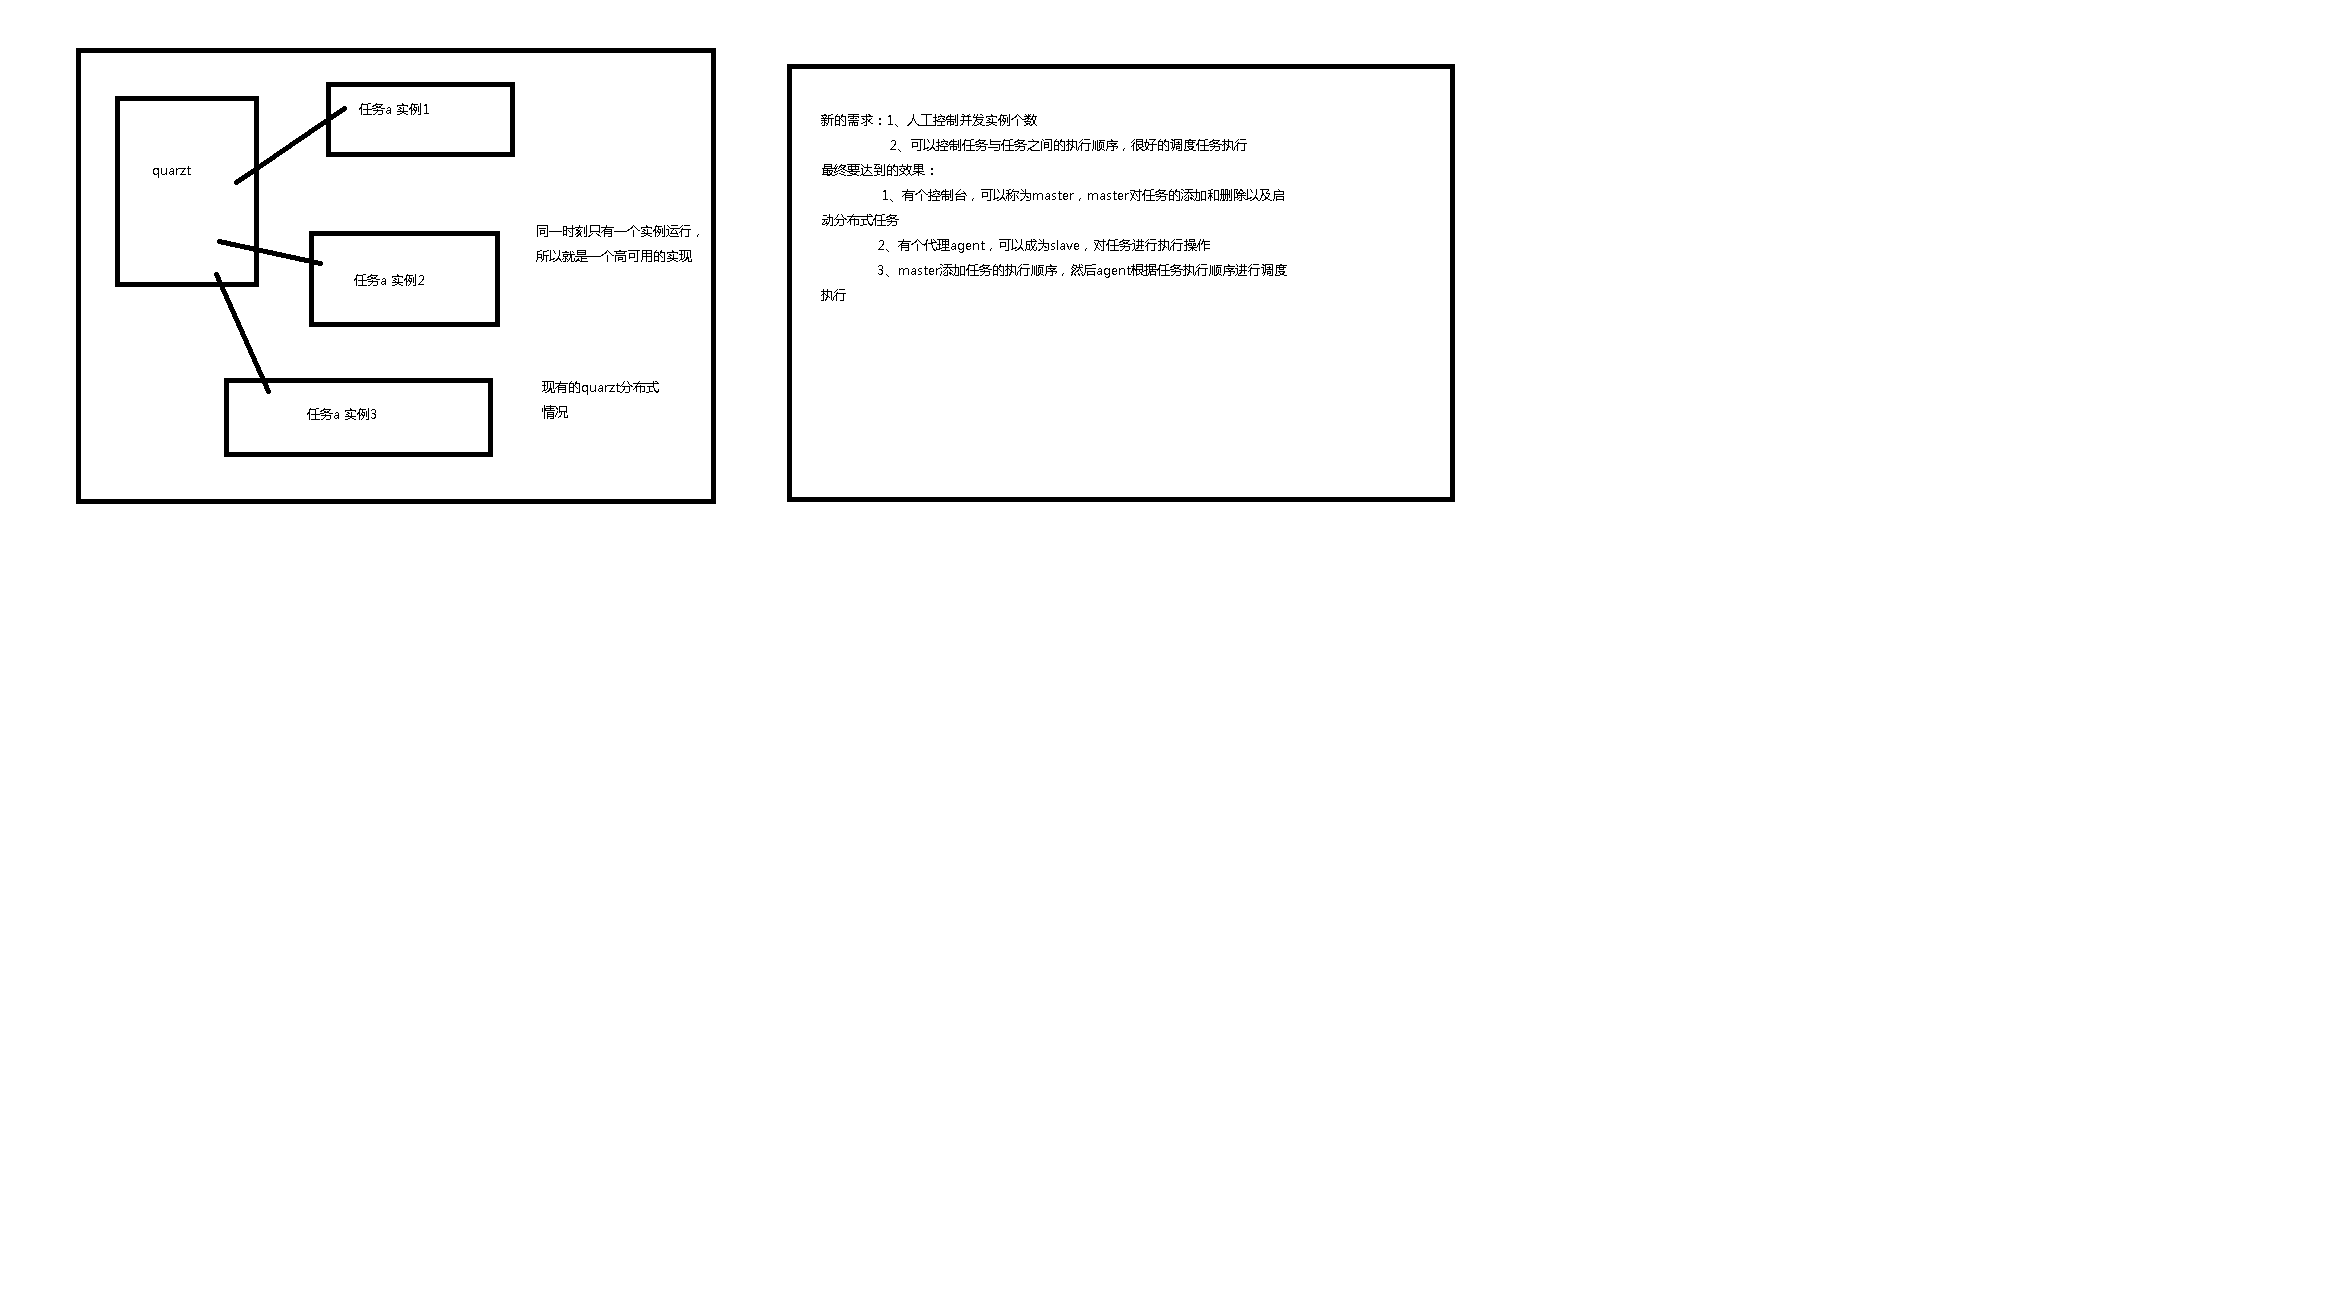 quarzt
任务a 实例1
任务a 实例2
任务a 实例3
同一时刻只有一个实例运行，
所以就是一个高可用的实现
现有的quarzt分布式
情况
新的需求：1、人工控制并发实例个数
2、可以控制任务与任务之间的执行顺序，很好的调度任务执行
最终要达到的效果：
1、有个控制台，可以称为master，master对任务的添加和删除以及启
动分布式任务
2、有个代理agent，可以成为slave，对任务进行执行操作
3、master添加任务的执行顺序，然后agent根据任务执行顺序进行调度
执行